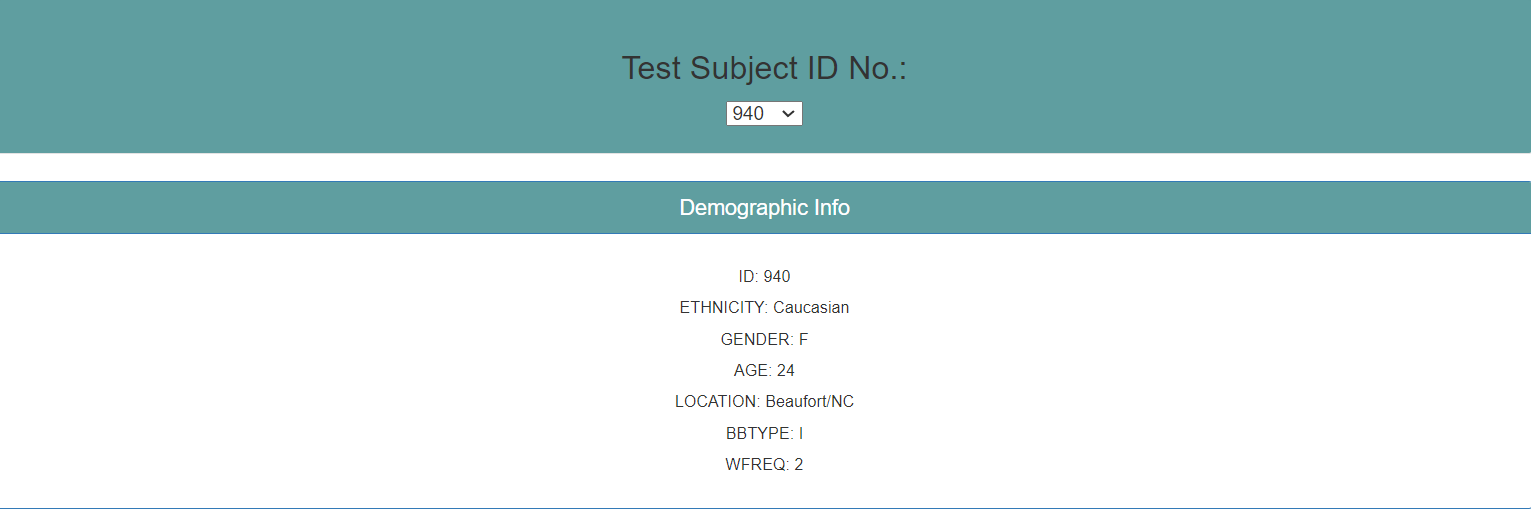 Test Subject ID No.:
940
Demographic Info
ID: 940
ETHNICITY: Caucasian
GENDER: F
AGE: 24
LOCATION: Beaufort/NC
BBTYPE: I
WFREQ: 2